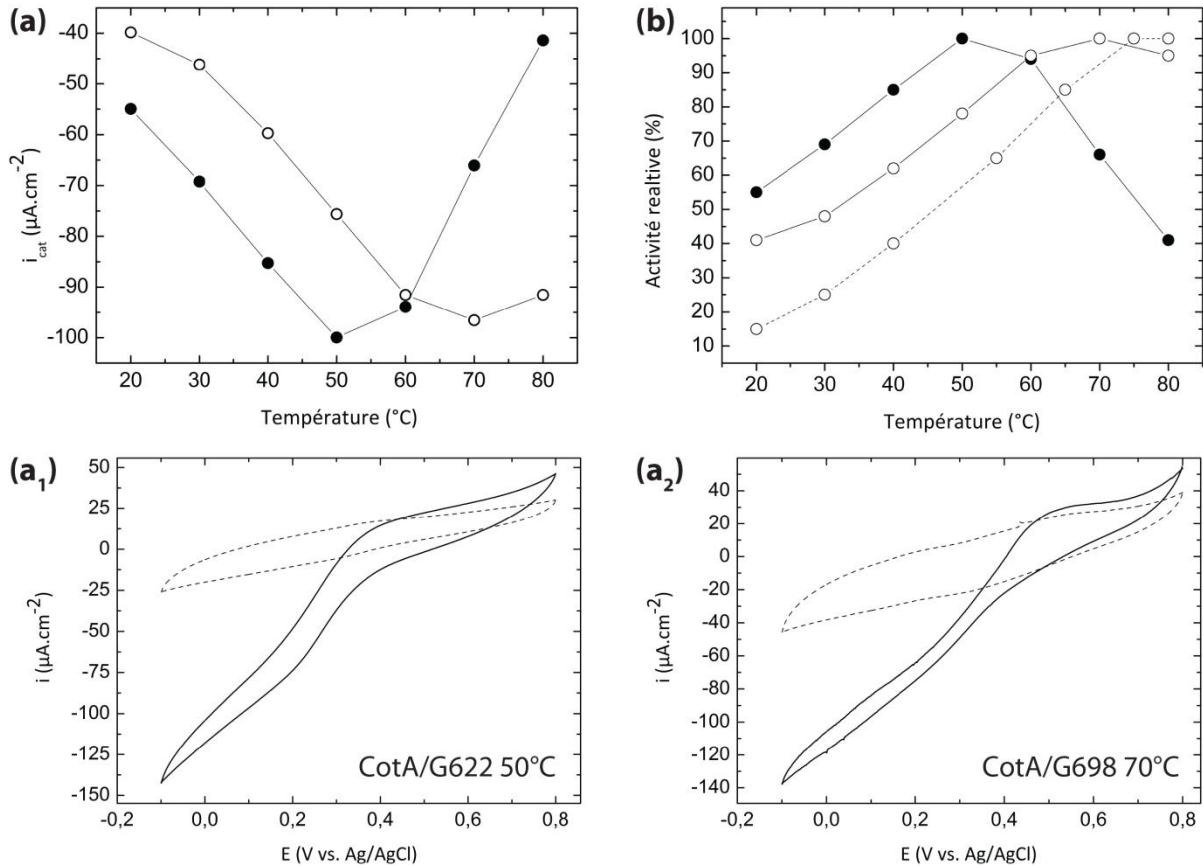 (a)
-40
-50
-60
-70
-80
-90
-100
i_cat (µA.cm⁻²)
20 30 40 50 60 70 80
Température (°C)
(b)
100
90
80
70
60
50
40
30
20
10
Activité realtive (%)
20 30 40 50 60 70 80
Température (°C)
(a₁)
50
25
0
-25
-50
-75
-100
-125
-150
i (µA.cm⁻²)
CotA/G622 50°C
-0,2 0,0 0,2 0,4 0,6 0,8
E (V vs. Ag/AgCl)
(a₂)
40
20
0
-20
-40
-60
-80
-100
-120
-140
i (µA.cm⁻²)
CotA/G698 70°C
-0,2 0,0 0,2 0,4 0,6 0,8
E (V vs. Ag/AgCl)